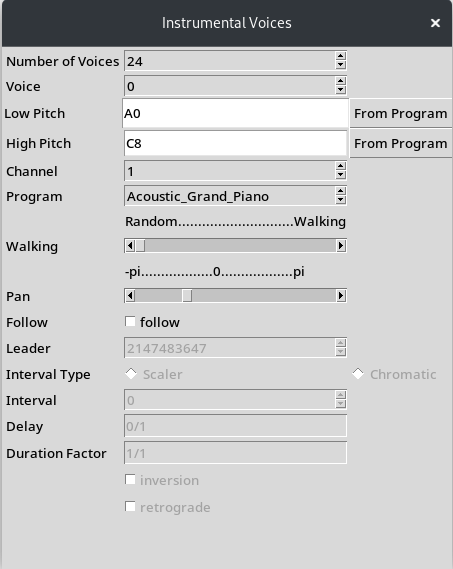 Instrumental Voices ×
Number of Voices 24
Voice 0
Low Pitch A0 From Program
High Pitch C8 From Program
Channel 1
Program Acoustic_Grand_Piano
Random.............................Walking
Walking
-pi..................0..................pi
Pan
Follow follow
Leader 2147483647
Interval Type Scaler Chromatic
Interval 0
Delay 0/1
Duration Factor 1/1
inversion
retrograde